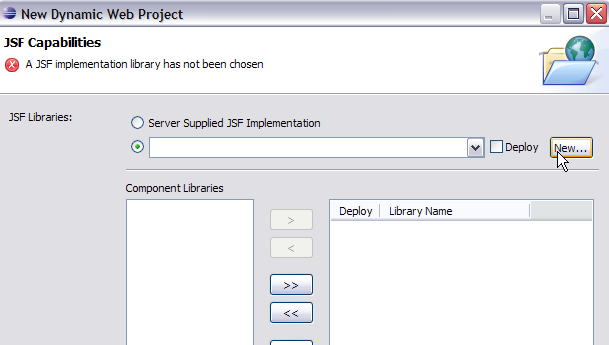 New Dynamic Web Project
JSF Capabilities
A JSF implementation library has not been chosen
JSF Libraries:
Server Supplied JSF Implementation
Deploy New...
Component Libraries
> Deploy Library Name
<
>>
<<